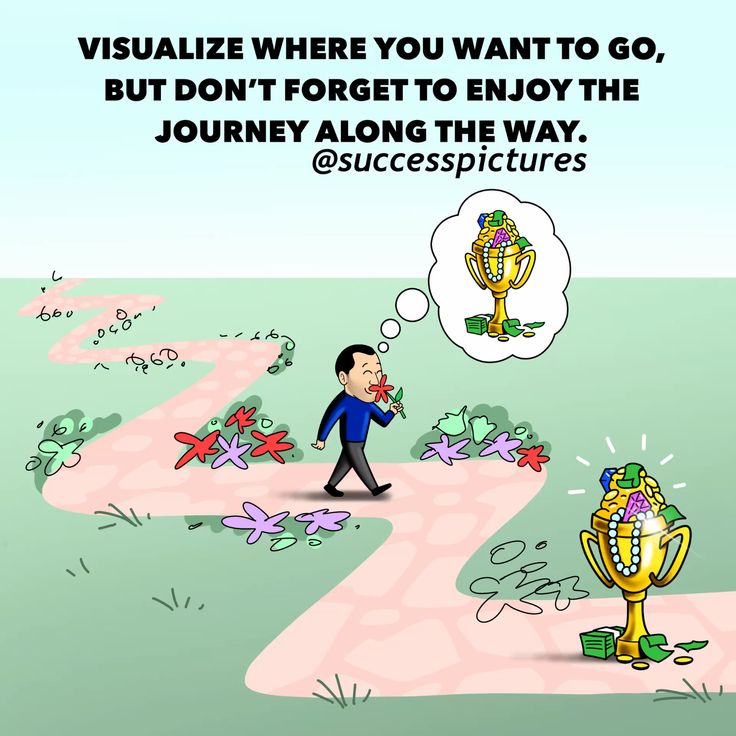 VISUALIZE WHERE YOU WANT TO GO,
BUT DON'T FORGET TO ENJOY THE
JOURNEY ALONG THE WAY.
@successpictures